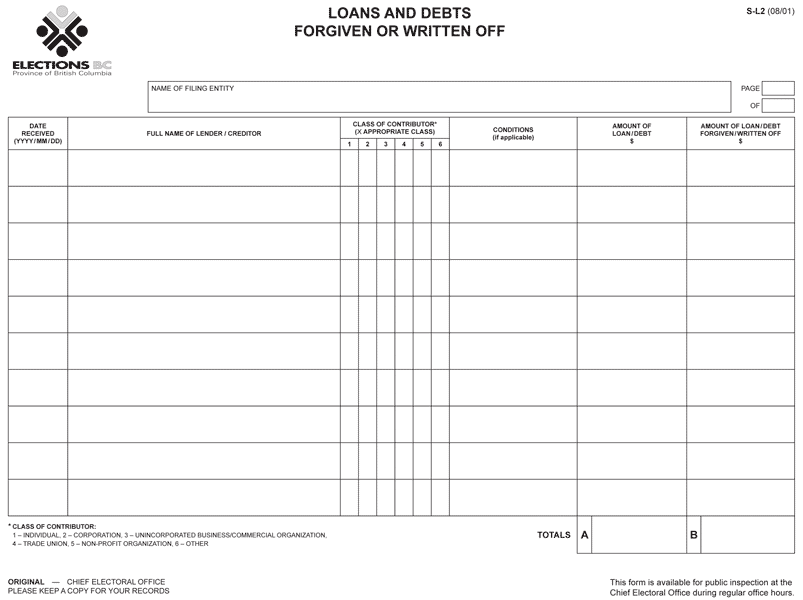 LOANS AND DEBTS
FORGIVEN OR WRITTEN OFF
S-L2 (08/01)
ELECTIONS BC
Province of British Columbia
NAME OF FILING ENTITY
PAGE
OF
DATE
RECEIVED
(YYYY/MM/DD)
FULL NAME OF LENDER / CREDITOR
CLASS OF CONTRIBUTOR*
(X APPROPRIATE CLASS)
1 2 3 4 5 6
CONDITIONS
(if applicable)
AMOUNT OF
LOAN/DEBT
$
AMOUNT OF LOAN/DEBT
FORGIVEN/WRITTEN OFF
$
* CLASS OF CONTRIBUTOR:
1 – INDIVIDUAL, 2 – CORPORATION, 3 – UNINCORPORATED BUSINESS/COMMERCIAL ORGANIZATION,
4 – TRADE UNION, 5 – NON-PROFIT ORGANIZATION, 6 – OTHER
TOTALS A B
ORIGINAL — CHIEF ELECTORAL OFFICE
PLEASE KEEP A COPY FOR YOUR RECORDS
This form is available for public inspection at the
Chief Electoral Office during regular office hours.